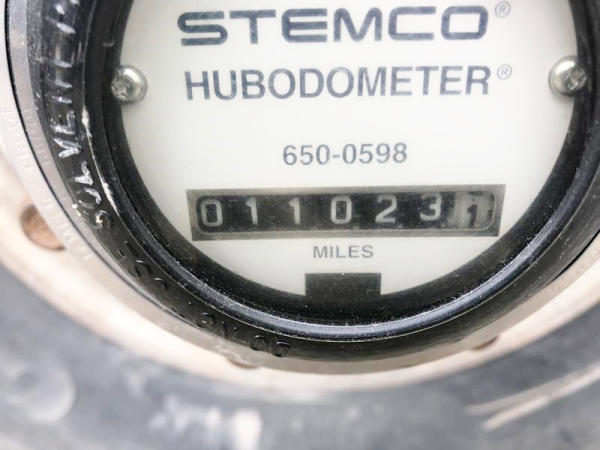 STEMCO®
HUBODOMETER®
650-0598
0110231
MILES